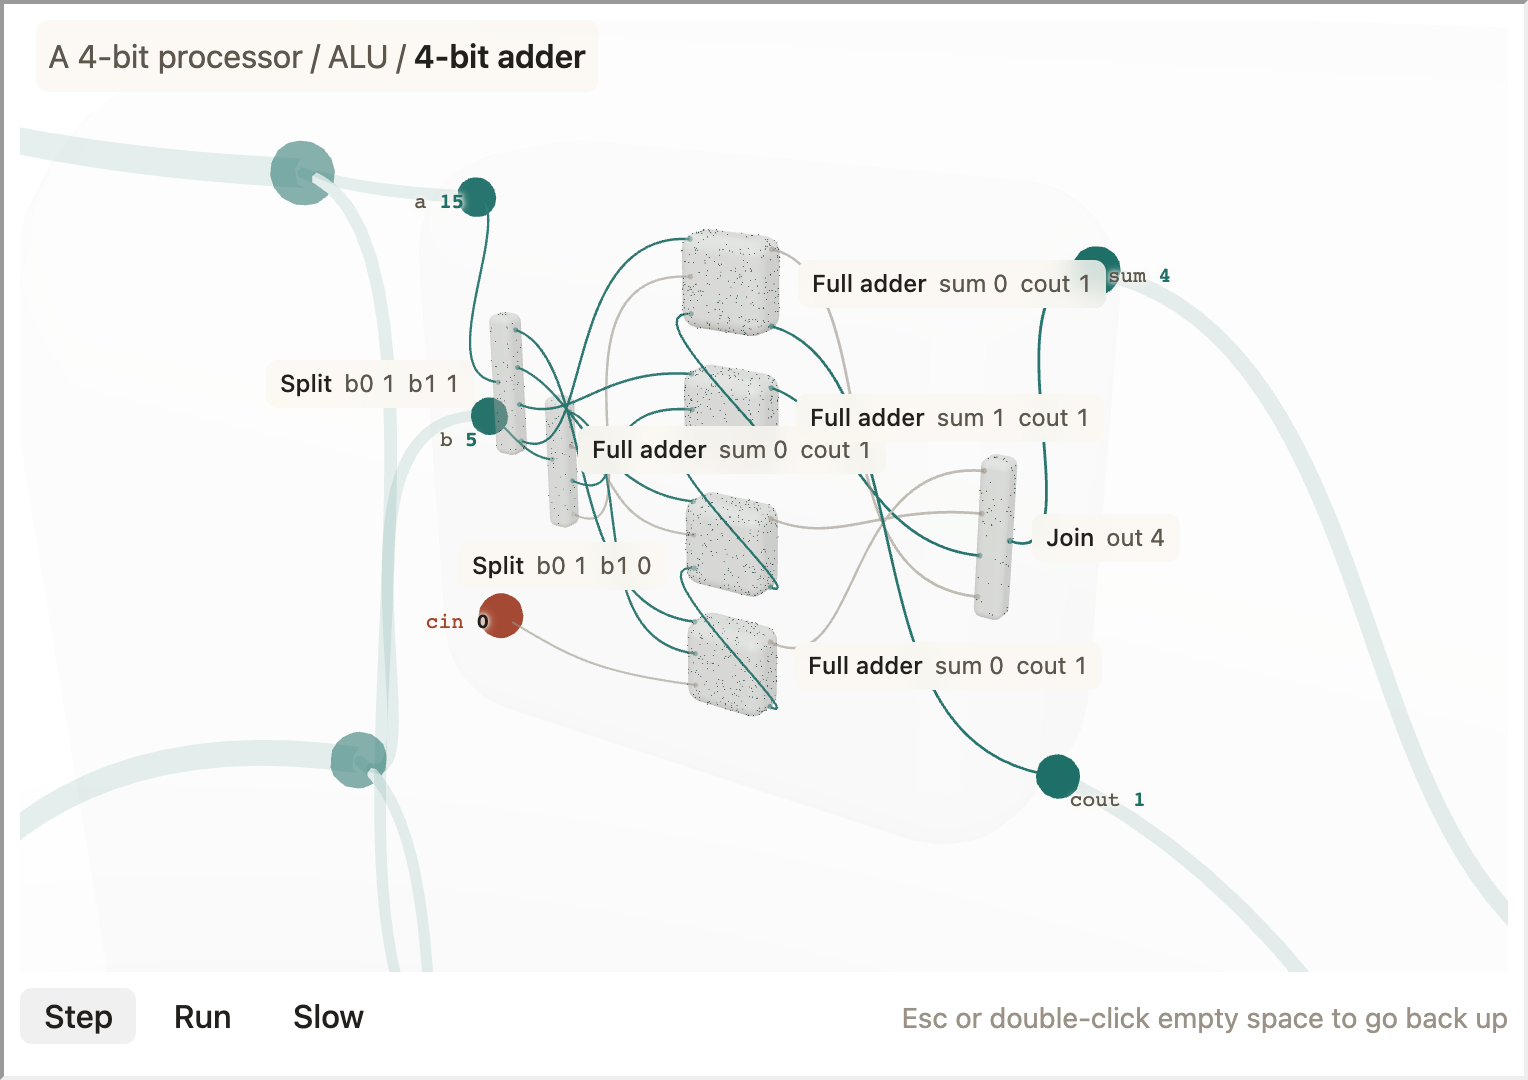 A 4-bit processor / ALU / 4-bit adder
a 15
Full adder sum 0 cout 1
sum 4
Split b0 1 b1 1
Full adder sum 1 cout 1
b 5
Full adder sum 0 cout 1
Join out 4
Split b0 1 b1 0
cin 0
Full adder sum 0 cout 1
cout 1
Step Run Slow
Esc or double-click empty space to go back up